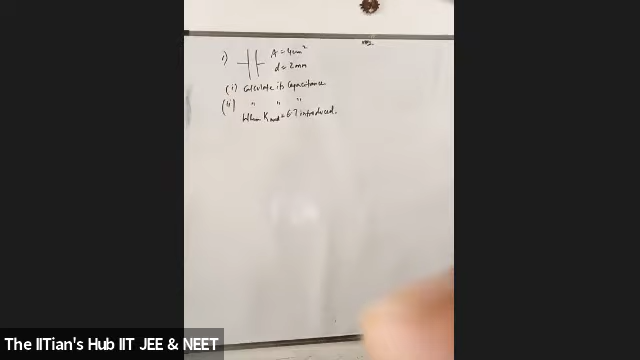 1) A = 4cm²
d = 2mm
(i) Calculate its Capacitance
(ii) " " "
When K = 6.7 introduced.
The IITian's Hub IIT JEE & NEET